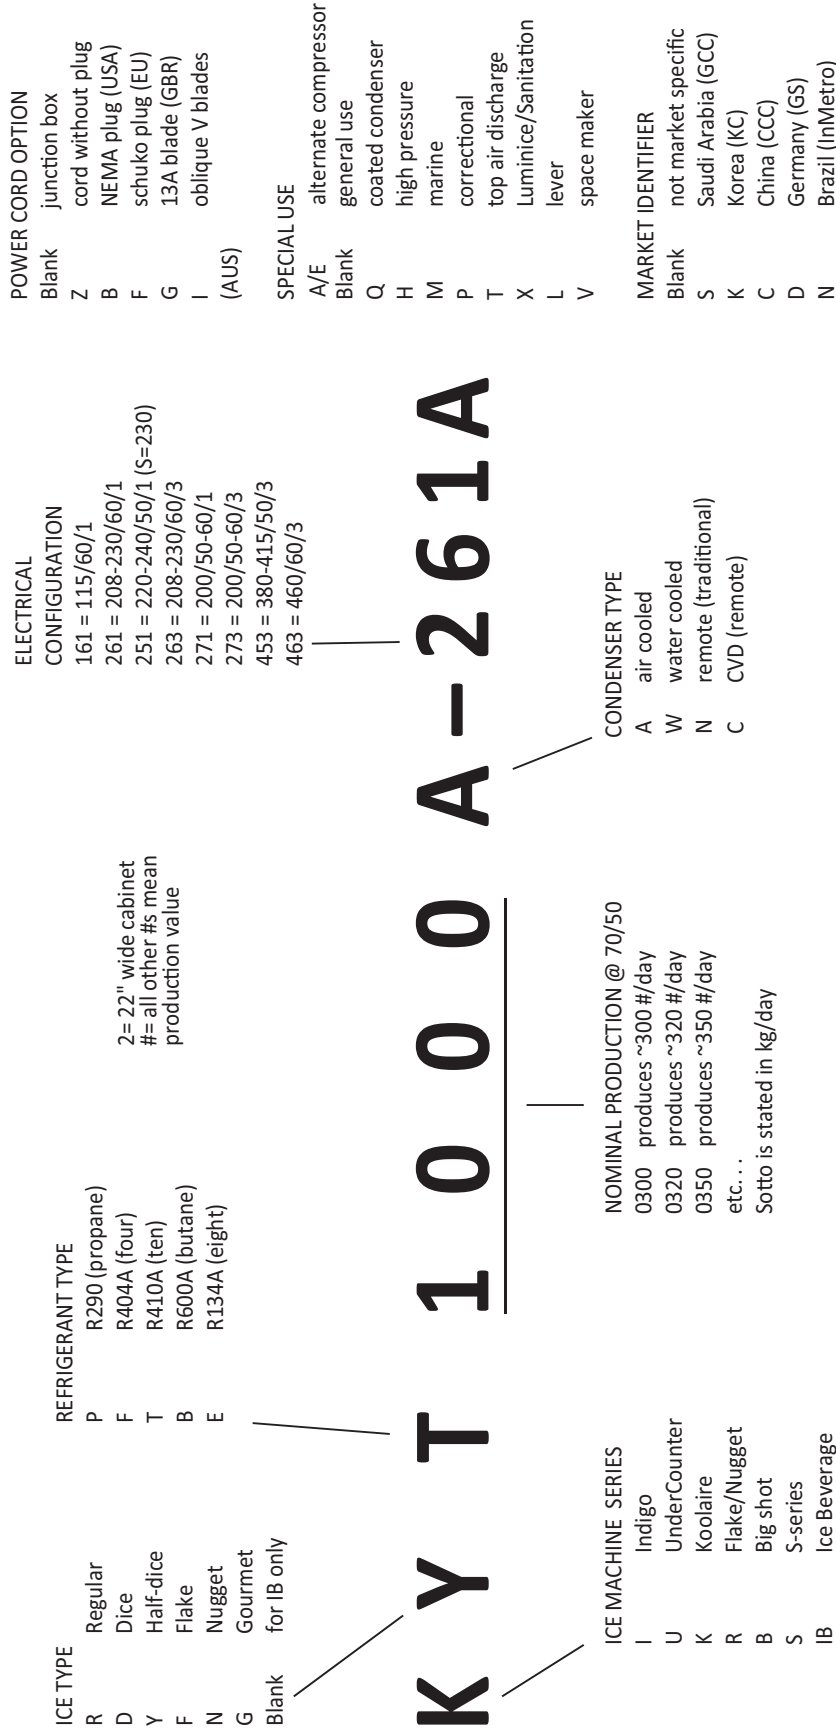 ICE TYPE
R Regular
D Dice
Y Half-dice
F Flake
N Nugget
G Gourmet
Blank for IB only
REFRIGERANT TYPE
P R290 (propane)
F R404A (four)
T R410A (ten)
B R600A (butane)
E R134A (eight)
2= 22" wide cabinet
#= all other #s mean
production value
ELECTRICAL
CONFIGURATION
161 = 115/60/1
261 = 208-230/60/1
251 = 220-240/50/1 (S=230)
263 = 208-230/60/3
271 = 200/50-60/1
273 = 200/50-60/3
453 = 380-415/50/3
463 = 460/60/3
POWER CORD OPTION
Blank junction box
Z cord without plug
B NEMA plug (USA)
F schuko plug (EU)
G 13A blade (GBR)
I oblique V blades
(AUS)
SPECIAL USE
A/E alternate compressor
Blank general use
Q coated condenser
H high pressure
M marine
P correctional
T top air discharge
X Luminice/Sanitation
L lever
V space maker
MARKET IDENTIFIER
Blank not market specific
S Saudi Arabia (GCC)
K Korea (KC)
C China (CCC)
D Germany (GS)
N Brazil (InMetro)
K Y T 1 0 0 0 A – 2 6 1 A
ICE MACHINE SERIES
I Indigo
U UnderCounter
K Koolaire
R Flake/Nugget
B Big shot
S S-series
IB Ice Beverage
NOMINAL PRODUCTION @ 70/50
0300 produces ~300 #/day
0320 produces ~320 #/day
0350 produces ~350 #/day
etc. . .
Sotto is stated in kg/day
CONDENSER TYPE
A air cooled
W water cooled
N remote (traditional)
C CVD (remote)